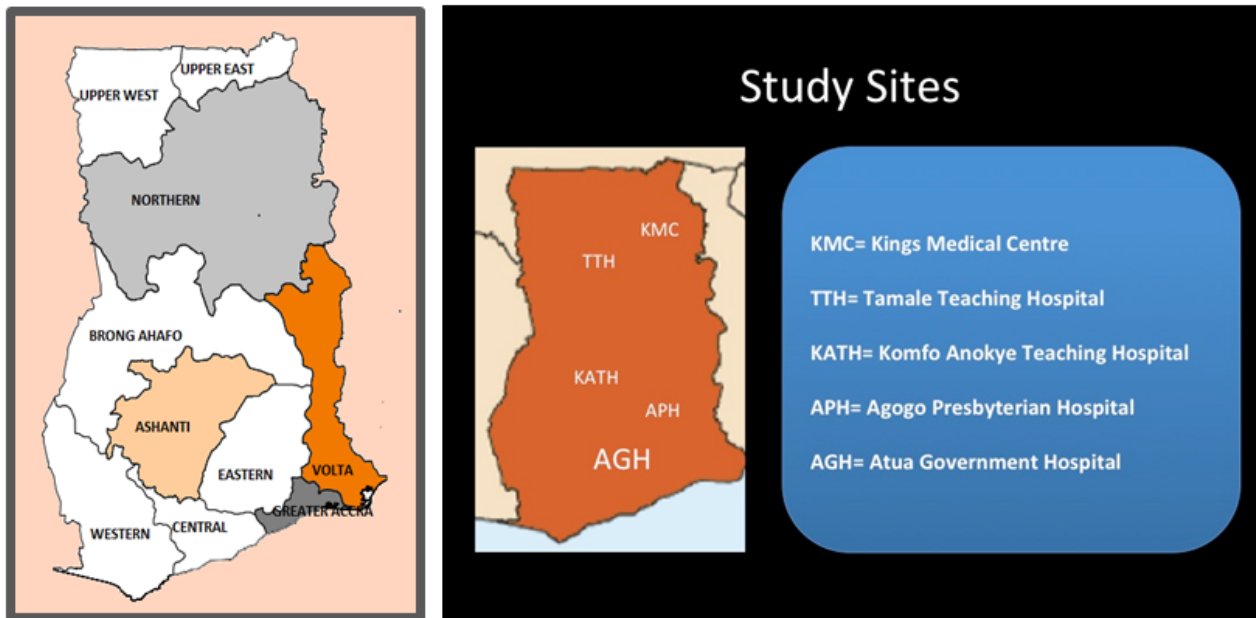 UPPER EAST
UPPER WEST
NORTHERN
BRONG AHAFO
ASHANTI
EASTERN
VOLTA
GREATER ACCRA
CENTRAL
WESTERN
Study Sites
KMC
TTH
KATH
APH
AGH
KMC= Kings Medical Centre
TTH= Tamale Teaching Hospital
KATH= Komfo Anokye Teaching Hospital
APH= Agogo Presbyterian Hospital
AGH= Atua Government Hospital